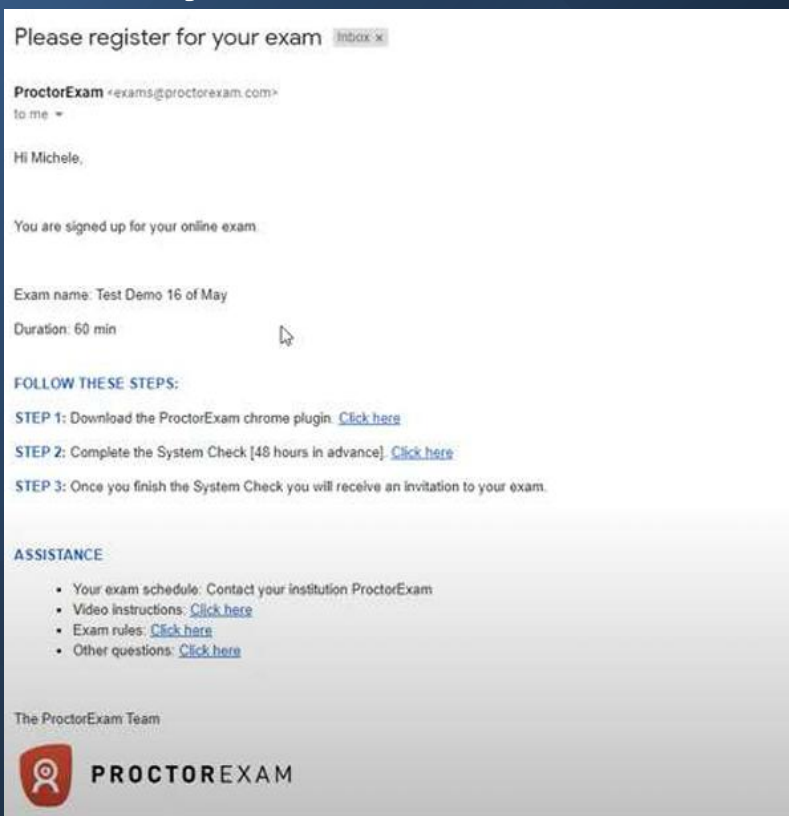 Please register for your exam Inbox x
ProctorExam <exams@proctorexam.com>
to me
Hi Michele,
You are signed up for your online exam.
Exam name: Test Demo 16 of May
Duration: 60 min
FOLLOW THESE STEPS:
STEP 1: Download the ProctorExam chrome plugin. Click here
STEP 2: Complete the System Check [48 hours in advance]. Click here
STEP 3: Once you finish the System Check you will receive an invitation to your exam.
ASSISTANCE
• Your exam schedule: Contact your institution ProctorExam
• Video instructions: Click here
• Exam rules: Click here
• Other questions: Click here
The ProctorExam Team
PROCTOREXAM